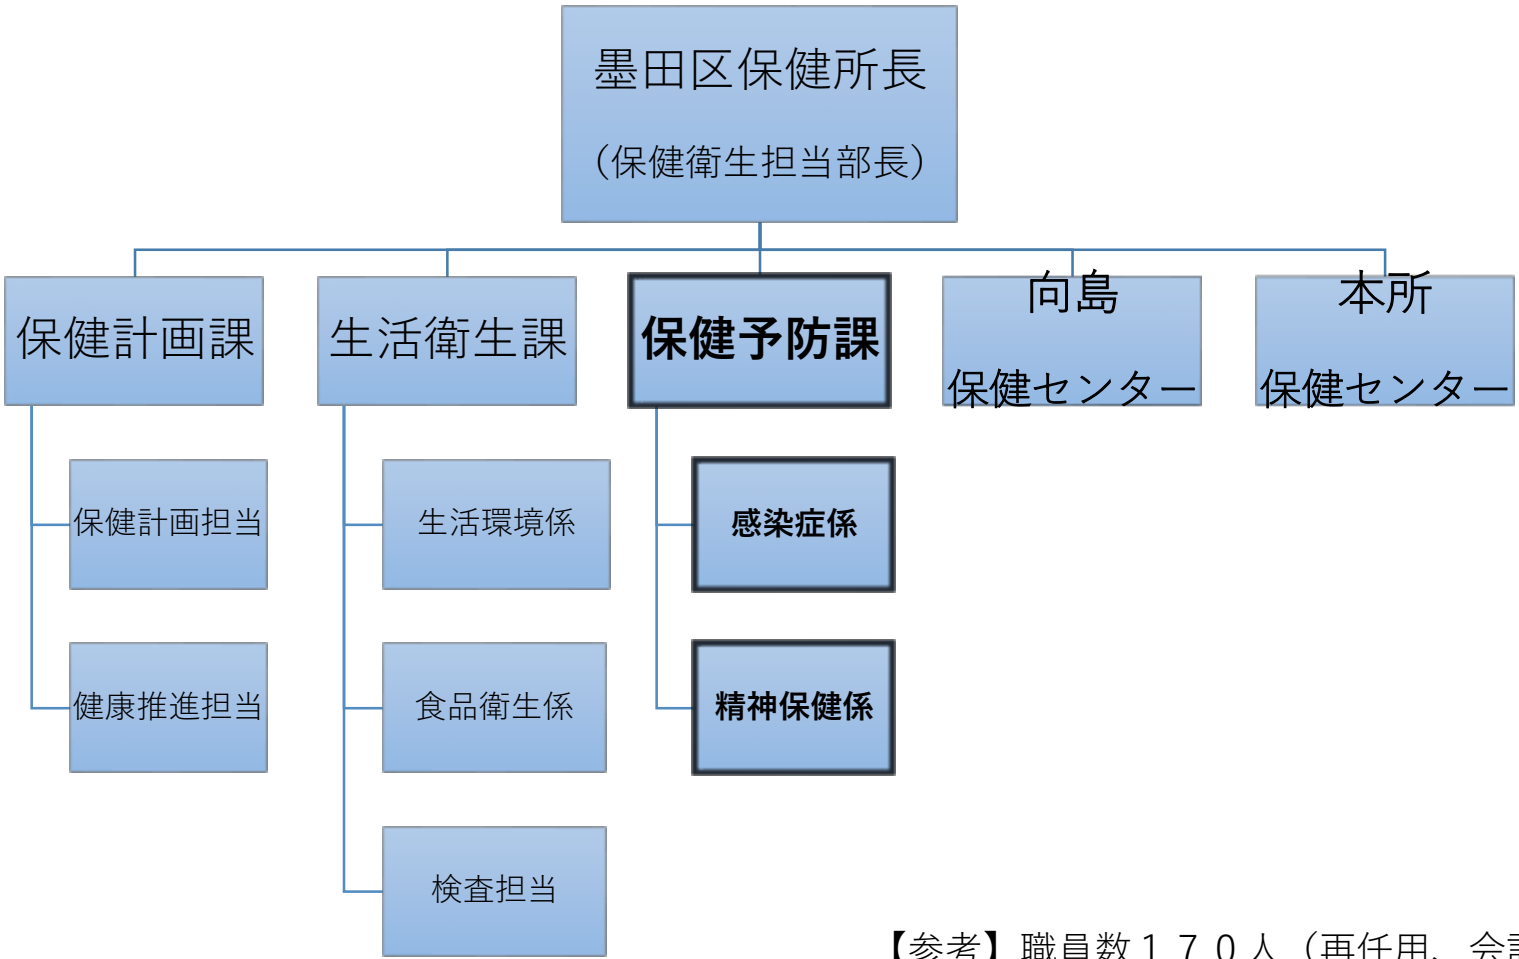 墨田区保健所長
（保健衛生担当部長）
保健計画課
生活衛生課
保健予防課
向島
保健センター
本所
保健センター
保健計画担当
生活環境係
感染症係
健康推進担当
食品衛生係
精神保健係
検査担当
【参考】職員数１７０人（再任用、会